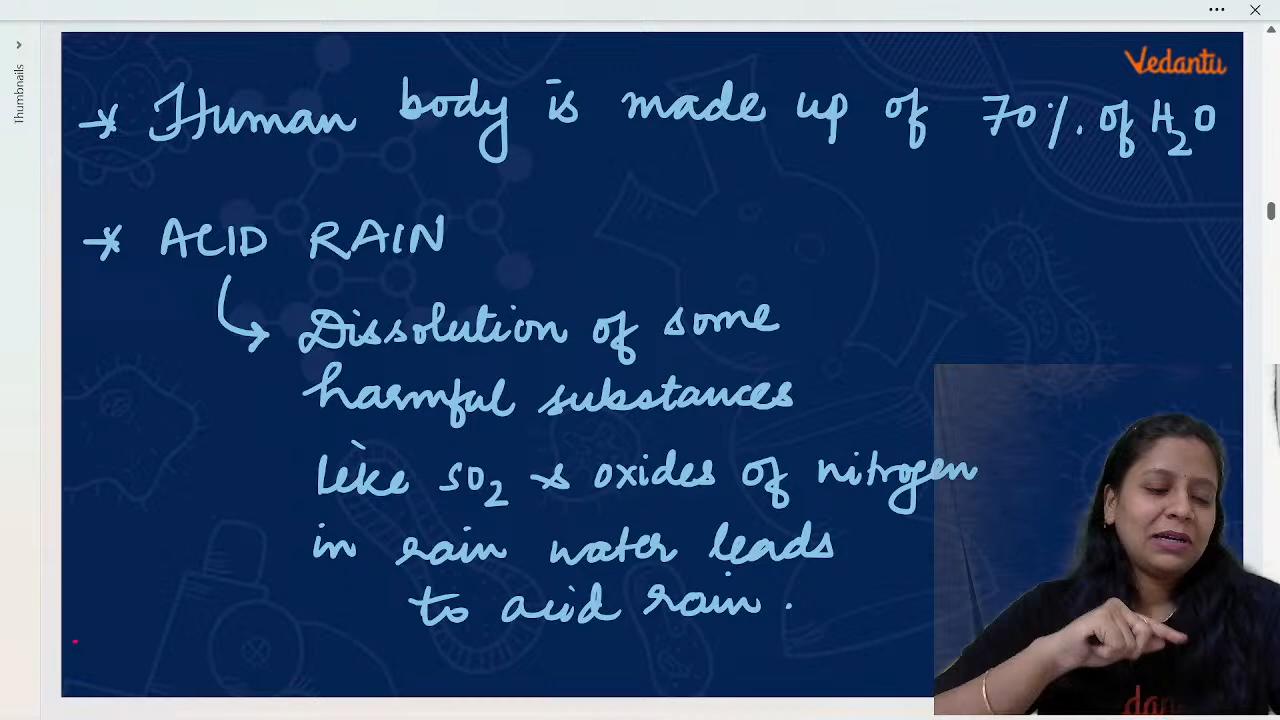 Thumbnails
Vedantu
Human body is made up of 70%. of H₂O
ACID RAIN
Dissolution of some
harmful substances
like SO₂ & oxides of nitrogen
in rain water leads
to acid rain.
dan